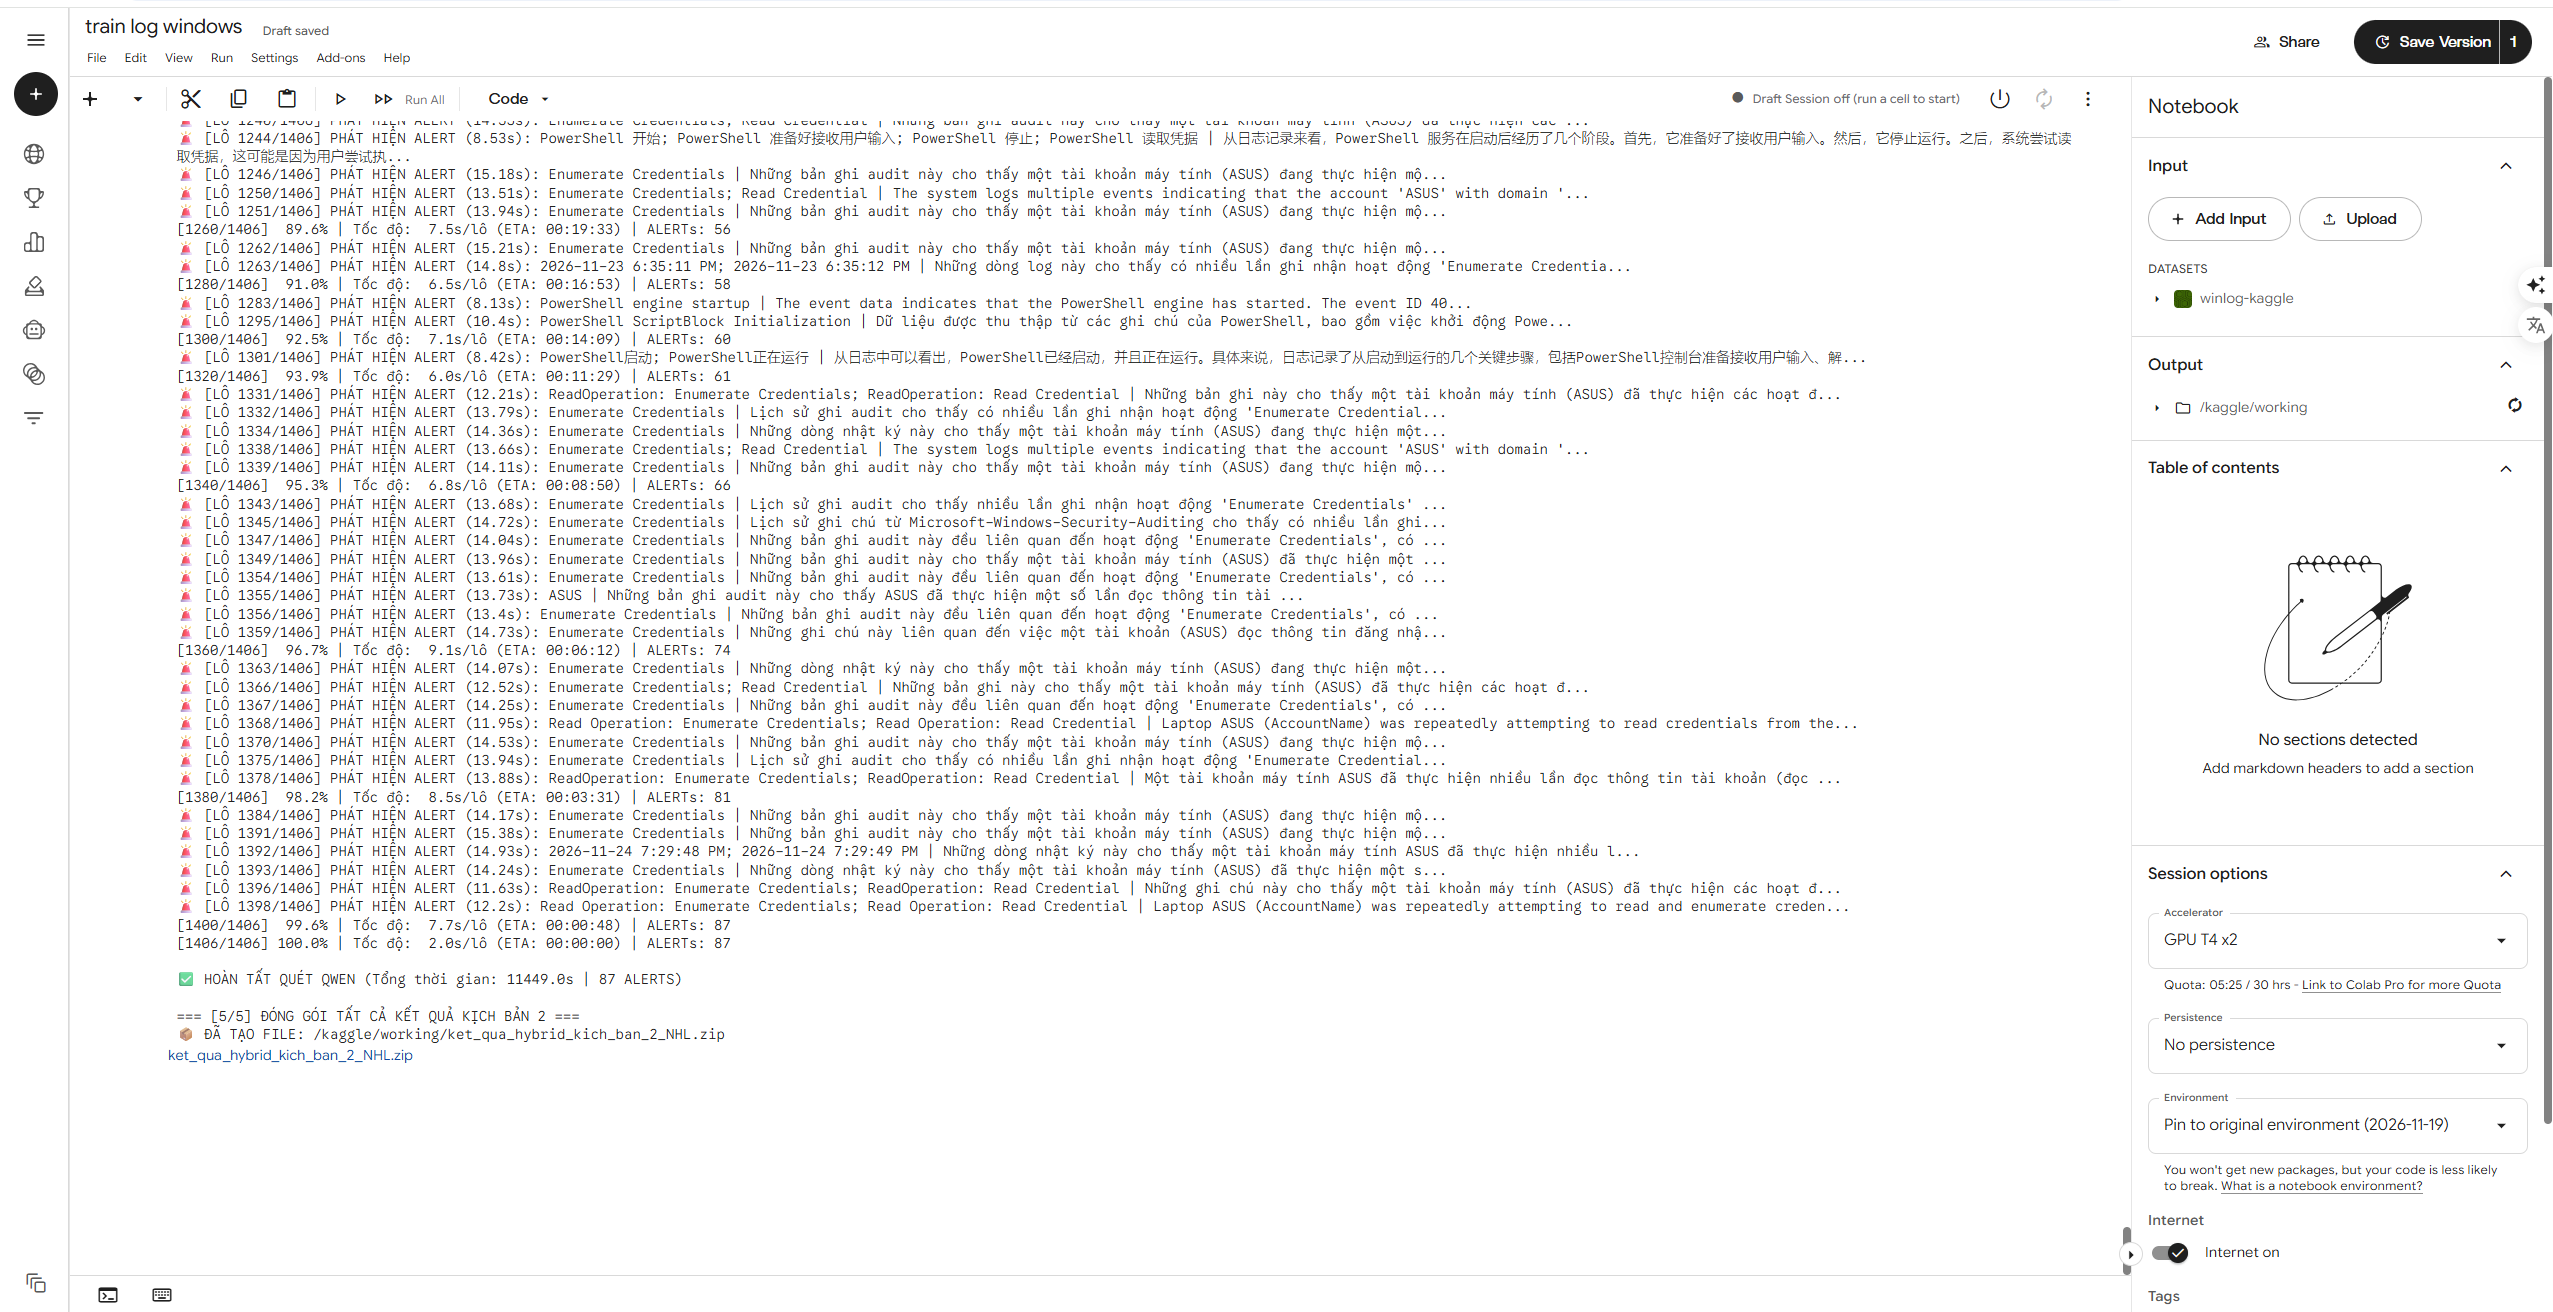 train log windows
Draft saved
File Edit View Run Settings Add-ons Help
Share
Save Version 1
Run All
Code
Draft Session off (run a cell to start)
🚨 [LÔ 1244/1406] PHÁT HIỆN ALERT (8.53s): PowerShell 开始; PowerShell 准备好接收用户输入; PowerShell 停止; PowerShell 读取凭据 | 从日志记录来看，PowerShell 服务在启动后经历了几个阶段。首先，它准备好了接收用户输入。然后，它停止运行。之后，系统尝试读
取凭据，这可能是因为用户尝试执...
🚨 [LÔ 1246/1406] PHÁT HIỆN ALERT (15.18s): Enumerate Credentials | Những bản ghi audit này cho thấy một tài khoản máy tính (ASUS) đang thực hiện mộ...
🚨 [LÔ 1250/1406] PHÁT HIỆN ALERT (13.51s): Enumerate Credentials; Read Credential | The system logs multiple events indicating that the account 'ASUS' with domain '...
🚨 [LÔ 1251/1406] PHÁT HIỆN ALERT (13.94s): Enumerate Credentials | Những bản ghi audit này cho thấy một tài khoản máy tính (ASUS) đang thực hiện mộ...
[1260/1406] 89.6% | Tốc độ: 7.5s/lô (ETA: 00:19:33) | ALERTs: 56
🚨 [LÔ 1262/1406] PHÁT HIỆN ALERT (15.21s): Enumerate Credentials | Những bản ghi audit này cho thấy một tài khoản máy tính (ASUS) đang thực hiện mộ...
🚨 [LÔ 1263/1406] PHÁT HIỆN ALERT (14.8s): 2026-11-23 6:35:11 PM; 2026-11-23 6:35:12 PM | Những dòng log này cho thấy có nhiều lần ghi nhận hoạt động 'Enumerate Credentia...
[1280/1406] 91.0% | Tốc độ: 6.5s/lô (ETA: 00:16:53) | ALERTs: 58
🚨 [LÔ 1283/1406] PHÁT HIỆN ALERT (8.13s): PowerShell engine startup | The event data indicates that the PowerShell engine has started. The event ID 40...
🚨 [LÔ 1295/1406] PHÁT HIỆN ALERT (10.4s): PowerShell ScriptBlock Initialization | Dữ liệu được thu thập từ các ghi chú của PowerShell, bao gồm việc khởi động Powe...
[1300/1406] 92.5% | Tốc độ: 7.1s/lô (ETA: 00:14:09) | ALERTs: 60
🚨 [LÔ 1301/1406] PHÁT HIỆN ALERT (8.42s): PowerShell启动; PowerShell正在运行 | 从日志中可以看出，PowerShell已经启动，并且正在运行。具体来说，日志记录了从启动到运行的几个关键步骤，包括PowerShell控制台准备接收用户输入、解...
[1320/1406] 93.9% | Tốc độ: 6.0s/lô (ETA: 00:11:29) | ALERTs: 61
🚨 [LÔ 1331/1406] PHÁT HIỆN ALERT (12.21s): ReadOperation: Enumerate Credentials; ReadOperation: Read Credential | Những bản ghi này cho thấy một tài khoản máy tính (ASUS) đã thực hiện các hoạt đ...
🚨 [LÔ 1332/1406] PHÁT HIỆN ALERT (13.79s): Enumerate Credentials | Lịch sử ghi audit cho thấy có nhiều lần ghi nhận hoạt động 'Enumerate Credential...
🚨 [LÔ 1334/1406] PHÁT HIỆN ALERT (14.36s): Enumerate Credentials | Những dòng nhật ký này cho thấy một tài khoản máy tính (ASUS) đang thực hiện một...
🚨 [LÔ 1338/1406] PHÁT HIỆN ALERT (13.66s): Enumerate Credentials; Read Credential | The system logs multiple events indicating that the account 'ASUS' with domain '...
🚨 [LÔ 1339/1406] PHÁT HIỆN ALERT (14.11s): Enumerate Credentials | Những bản ghi audit này cho thấy một tài khoản máy tính (ASUS) đang thực hiện mộ...
[1340/1406] 95.3% | Tốc độ: 6.8s/lô (ETA: 00:08:50) | ALERTs: 66
🚨 [LÔ 1343/1406] PHÁT HIỆN ALERT (13.68s): Enumerate Credentials | Lịch sử ghi audit cho thấy nhiều lần ghi nhận hoạt động 'Enumerate Credentials' ...
🚨 [LÔ 1345/1406] PHÁT HIỆN ALERT (14.72s): Enumerate Credentials | Lịch sử ghi chú từ Microsoft-Windows-Security-Auditing cho thấy có nhiều lần ghi...
🚨 [LÔ 1347/1406] PHÁT HIỆN ALERT (14.04s): Enumerate Credentials | Những bản ghi audit này đều liên quan đến hoạt động 'Enumerate Credentials', có ...
🚨 [LÔ 1349/1406] PHÁT HIỆN ALERT (13.96s): Enumerate Credentials | Những bản ghi audit này cho thấy một tài khoản máy tính (ASUS) đã thực hiện một ...
🚨 [LÔ 1354/1406] PHÁT HIỆN ALERT (13.61s): Enumerate Credentials | Những bản ghi audit này đều liên quan đến hoạt động 'Enumerate Credentials', có ...
🚨 [LÔ 1355/1406] PHÁT HIỆN ALERT (13.73s): ASUS | Những bản ghi audit này cho thấy ASUS đã thực hiện một số lần đọc thông tin tài ...
🚨 [LÔ 1356/1406] PHÁT HIỆN ALERT (13.4s): Enumerate Credentials | Những bản ghi audit này đều liên quan đến hoạt động 'Enumerate Credentials', có ...
🚨 [LÔ 1359/1406] PHÁT HIỆN ALERT (14.73s): Enumerate Credentials | Những ghi chú này liên quan đến việc một tài khoản (ASUS) đọc thông tin đăng nhậ...
[1360/1406] 96.7% | Tốc độ: 9.1s/lô (ETA: 00:06:12) | ALERTs: 74
🚨 [LÔ 1363/1406] PHÁT HIỆN ALERT (14.07s): Enumerate Credentials | Những dòng nhật ký này cho thấy một tài khoản máy tính (ASUS) đang thực hiện một...
🚨 [LÔ 1366/1406] PHÁT HIỆN ALERT (12.52s): Enumerate Credentials; Read Credential | Những bản ghi này cho thấy một tài khoản máy tính (ASUS) đã thực hiện các hoạt đ...
🚨 [LÔ 1367/1406] PHÁT HIỆN ALERT (14.25s): Enumerate Credentials | Những bản ghi audit này đều liên quan đến hoạt động 'Enumerate Credentials', có ...
🚨 [LÔ 1368/1406] PHÁT HIỆN ALERT (11.95s): Read Operation: Enumerate Credentials; Read Operation: Read Credential | Laptop ASUS (AccountName) was repeatedly attempting to read credentials from the...
🚨 [LÔ 1370/1406] PHÁT HIỆN ALERT (14.53s): Enumerate Credentials | Những bản ghi audit này cho thấy một tài khoản máy tính (ASUS) đang thực hiện mộ...
🚨 [LÔ 1375/1406] PHÁT HIỆN ALERT (13.94s): Enumerate Credentials | Lịch sử ghi audit cho thấy có nhiều lần ghi nhận hoạt động 'Enumerate Credential...
🚨 [LÔ 1378/1406] PHÁT HIỆN ALERT (13.88s): ReadOperation: Enumerate Credentials; ReadOperation: Read Credential | Một tài khoản máy tính ASUS đã thực hiện nhiều lần đọc thông tin tài khoản (đọc ...
[1380/1406] 98.2% | Tốc độ: 8.5s/lô (ETA: 00:03:31) | ALERTs: 81
🚨 [LÔ 1384/1406] PHÁT HIỆN ALERT (14.17s): Enumerate Credentials | Những bản ghi audit này cho thấy một tài khoản máy tính (ASUS) đang thực hiện mộ...
🚨 [LÔ 1391/1406] PHÁT HIỆN ALERT (15.38s): Enumerate Credentials | Những bản ghi audit này cho thấy một tài khoản máy tính (ASUS) đang thực hiện mộ...
🚨 [LÔ 1392/1406] PHÁT HIỆN ALERT (14.93s): 2026-11-24 7:29:48 PM; 2026-11-24 7:29:49 PM | Những dòng nhật ký này cho thấy một tài khoản máy tính ASUS đã thực hiện nhiều l...
🚨 [LÔ 1393/1406] PHÁT HIỆN ALERT (14.24s): Enumerate Credentials | Những dòng nhật ký này cho thấy một tài khoản máy tính (ASUS) đã thực hiện một s...
🚨 [LÔ 1396/1406] PHÁT HIỆN ALERT (11.63s): ReadOperation: Enumerate Credentials; ReadOperation: Read Credential | Những ghi chú này cho thấy một tài khoản máy tính (ASUS) đã thực hiện các hoạt đ...
🚨 [LÔ 1398/1406] PHÁT HIỆN ALERT (12.2s): Read Operation: Enumerate Credentials; Read Operation: Read Credential | Laptop ASUS (AccountName) was repeatedly attempting to read and enumerate creden...
[1400/1406] 99.6% | Tốc độ: 7.7s/lô (ETA: 00:00:48) | ALERTs: 87
[1406/1406] 100.0% | Tốc độ: 2.0s/lô (ETA: 00:00:00) | ALERTs: 87
✅ HOÀN TẤT QUÉT QWEN (Tổng thời gian: 11449.0s | 87 ALERTS)
=== [5/5] ĐÓNG GÓI TẤT CẢ KẾT QUẢ KỊCH BẢN 2 ===
📦 ĐÃ TẠO FILE: /kaggle/working/ket_qua_hybrid_kich_ban_2_NHL.zip
ket_qua_hybrid_kich_ban_2_NHL.zip
Notebook
Input
Add Input
Upload
DATASETS
winlog-kaggle
Output
/kaggle/working
Table of contents
No sections detected
Add markdown headers to add a section
Session options
Accelerator
GPU T4 x2
Quota: 05:25 / 30 hrs - Link to Colab Pro for more Quota
Persistence
No persistence
Environment
Pin to original environment (2026-11-19)
You won't get new packages, but your code is less likely
to break. What is a notebook environment?
Internet
Internet on
Tags